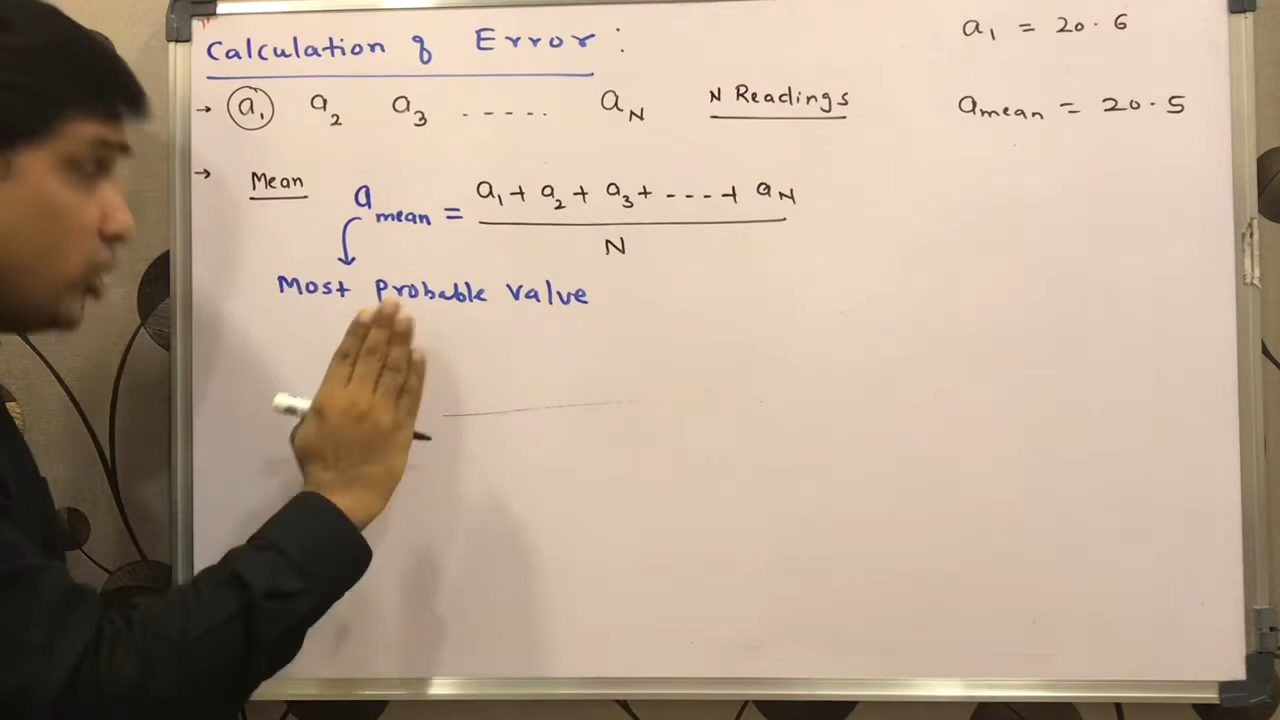 Calculation of Error :
→ a₁ a₂ a₃ ----- a_N N Readings
→ Mean a_mean = (a₁ + a₂ + a₃ + ---- + a_N) / N
Most Probable value
a₁ = 20.6
a_mean = 20.5